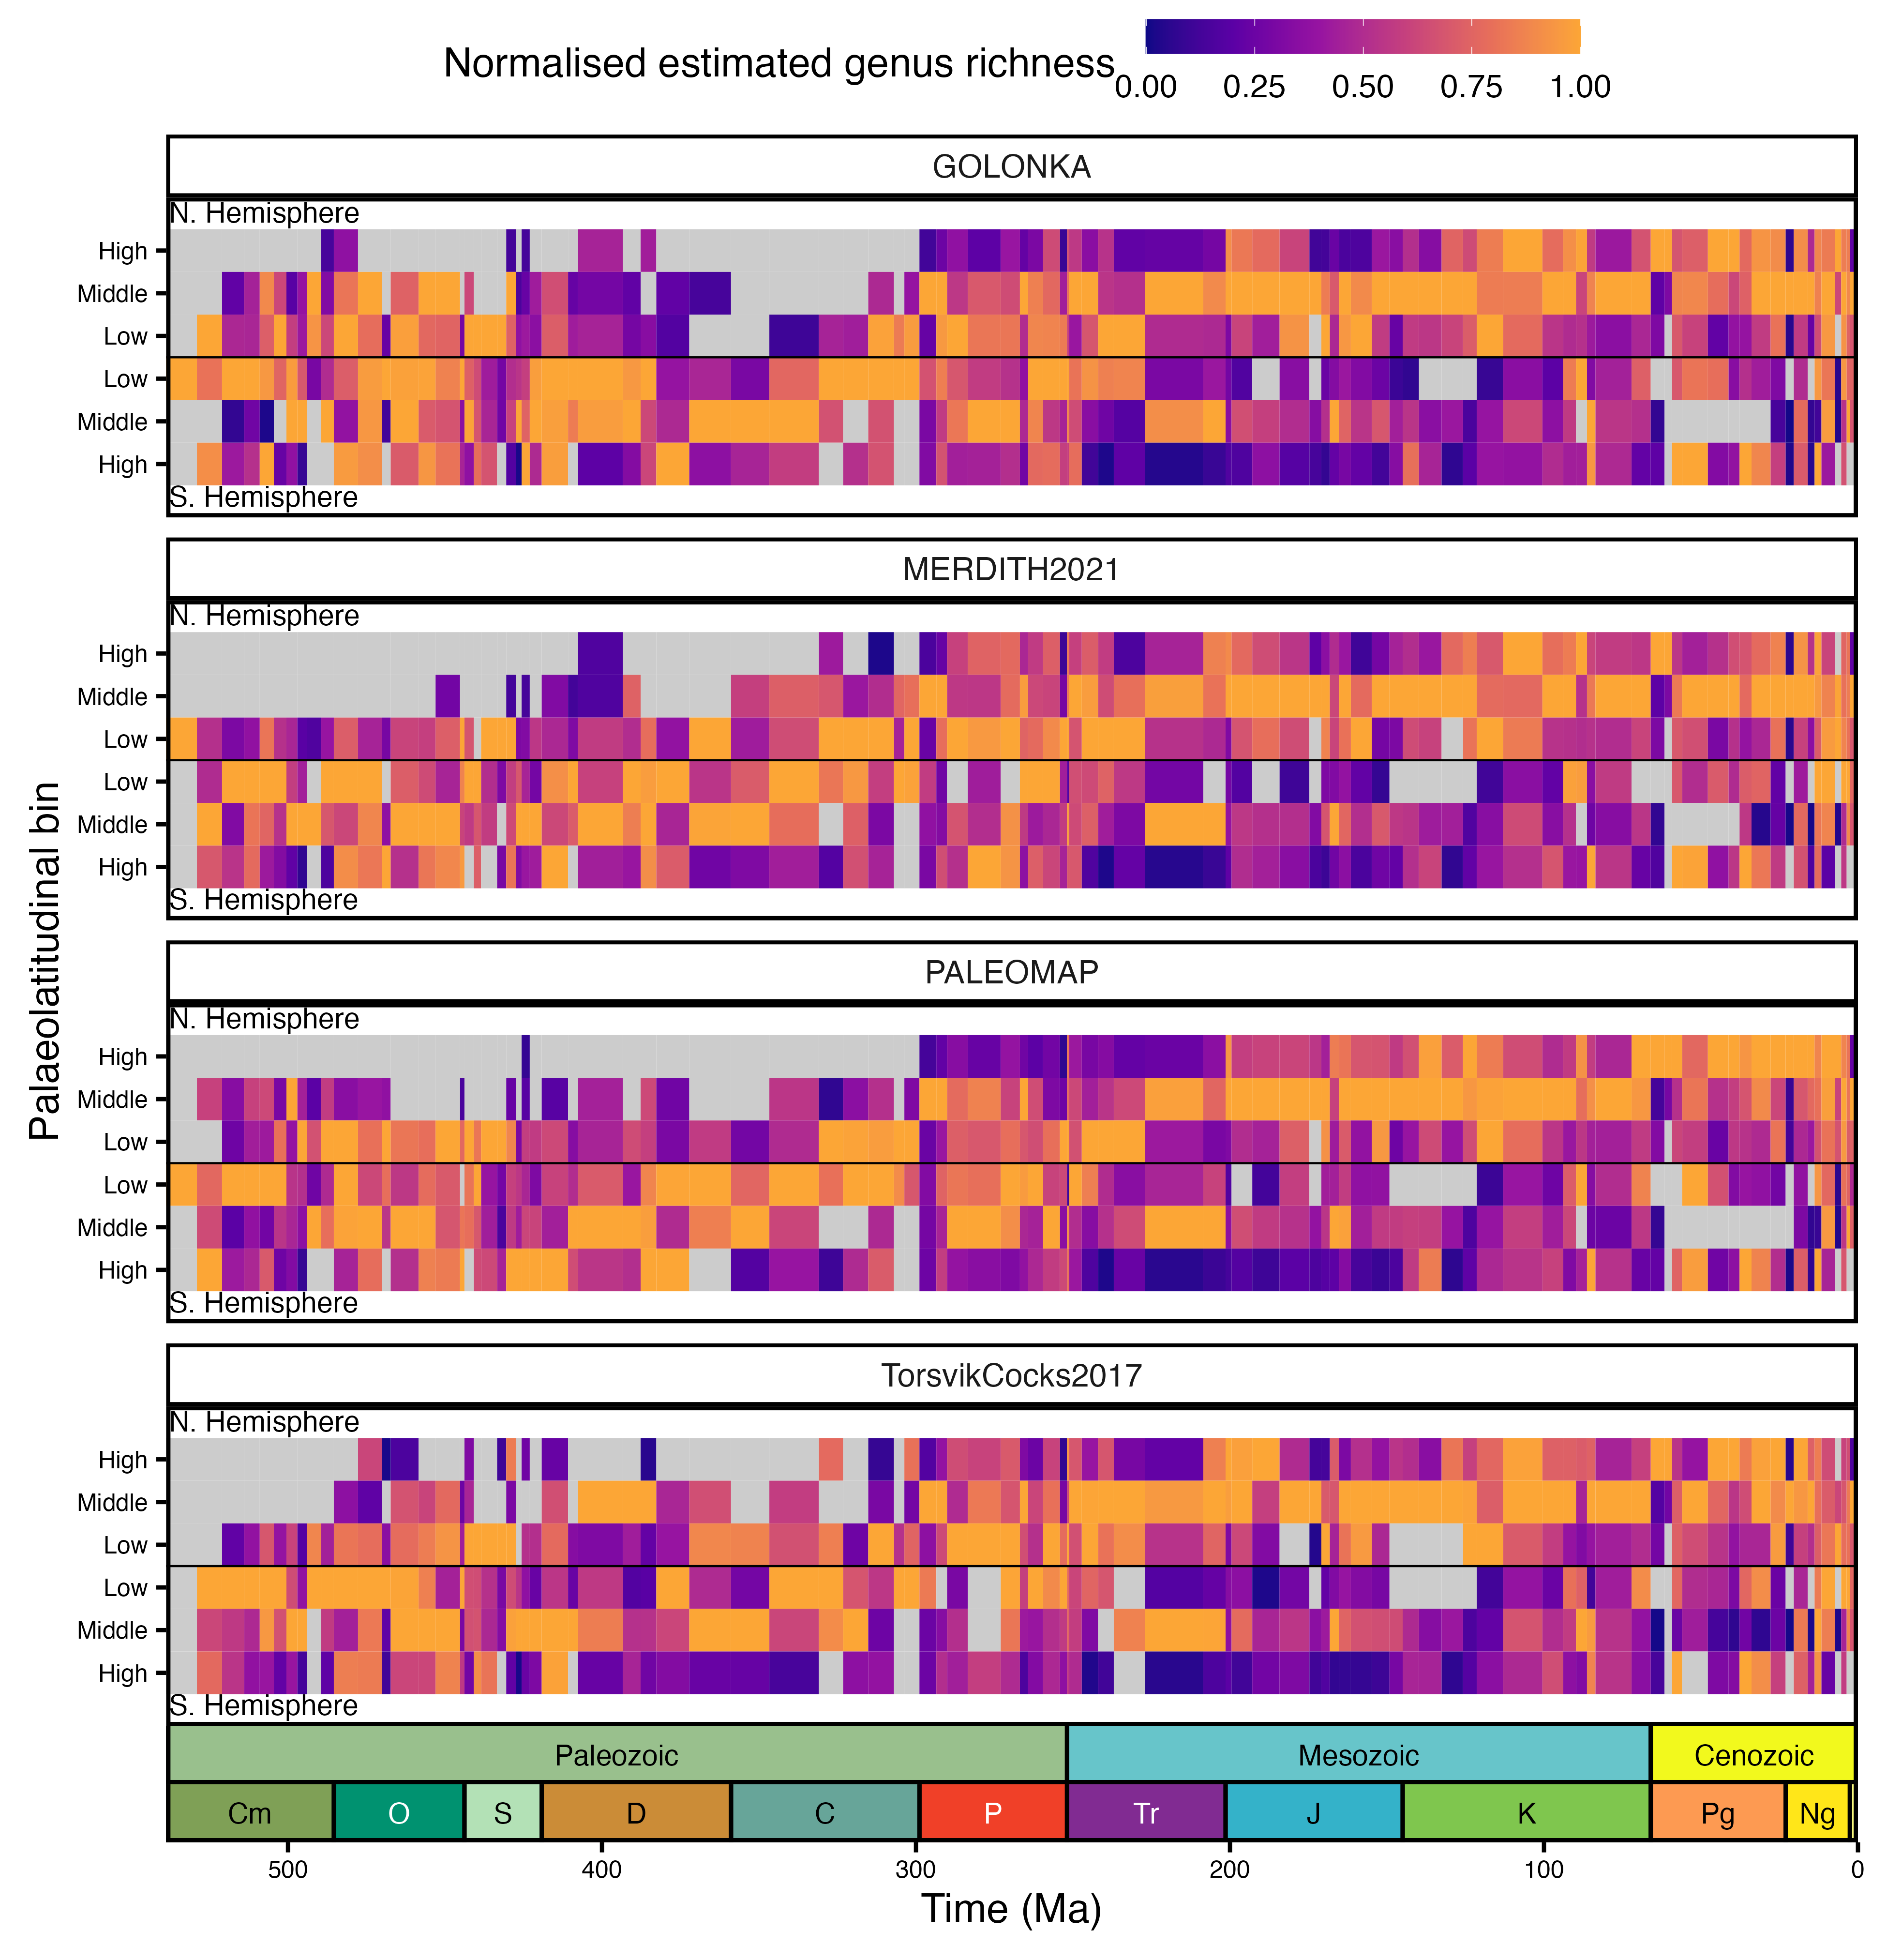 Normalised estimated genus richness
0.00 0.25 0.50 0.75 1.00
GOLONKA
N. Hemisphere
High
Middle
Low
Low
Middle
High
S. Hemisphere
MERDITH2021
N. Hemisphere
High
Middle
Low
Low
Middle
High
S. Hemisphere
Palaeolatitudinal bin
PALEOMAP
N. Hemisphere
High
Middle
Low
Low
Middle
High
S. Hemisphere
TorsvikCocks2017
N. Hemisphere
High
Middle
Low
Low
Middle
High
S. Hemisphere
Paleozoic Mesozoic Cenozoic
Cm O S D C P Tr J K Pg Ng
500 400 300 200 100 0
Time (Ma)